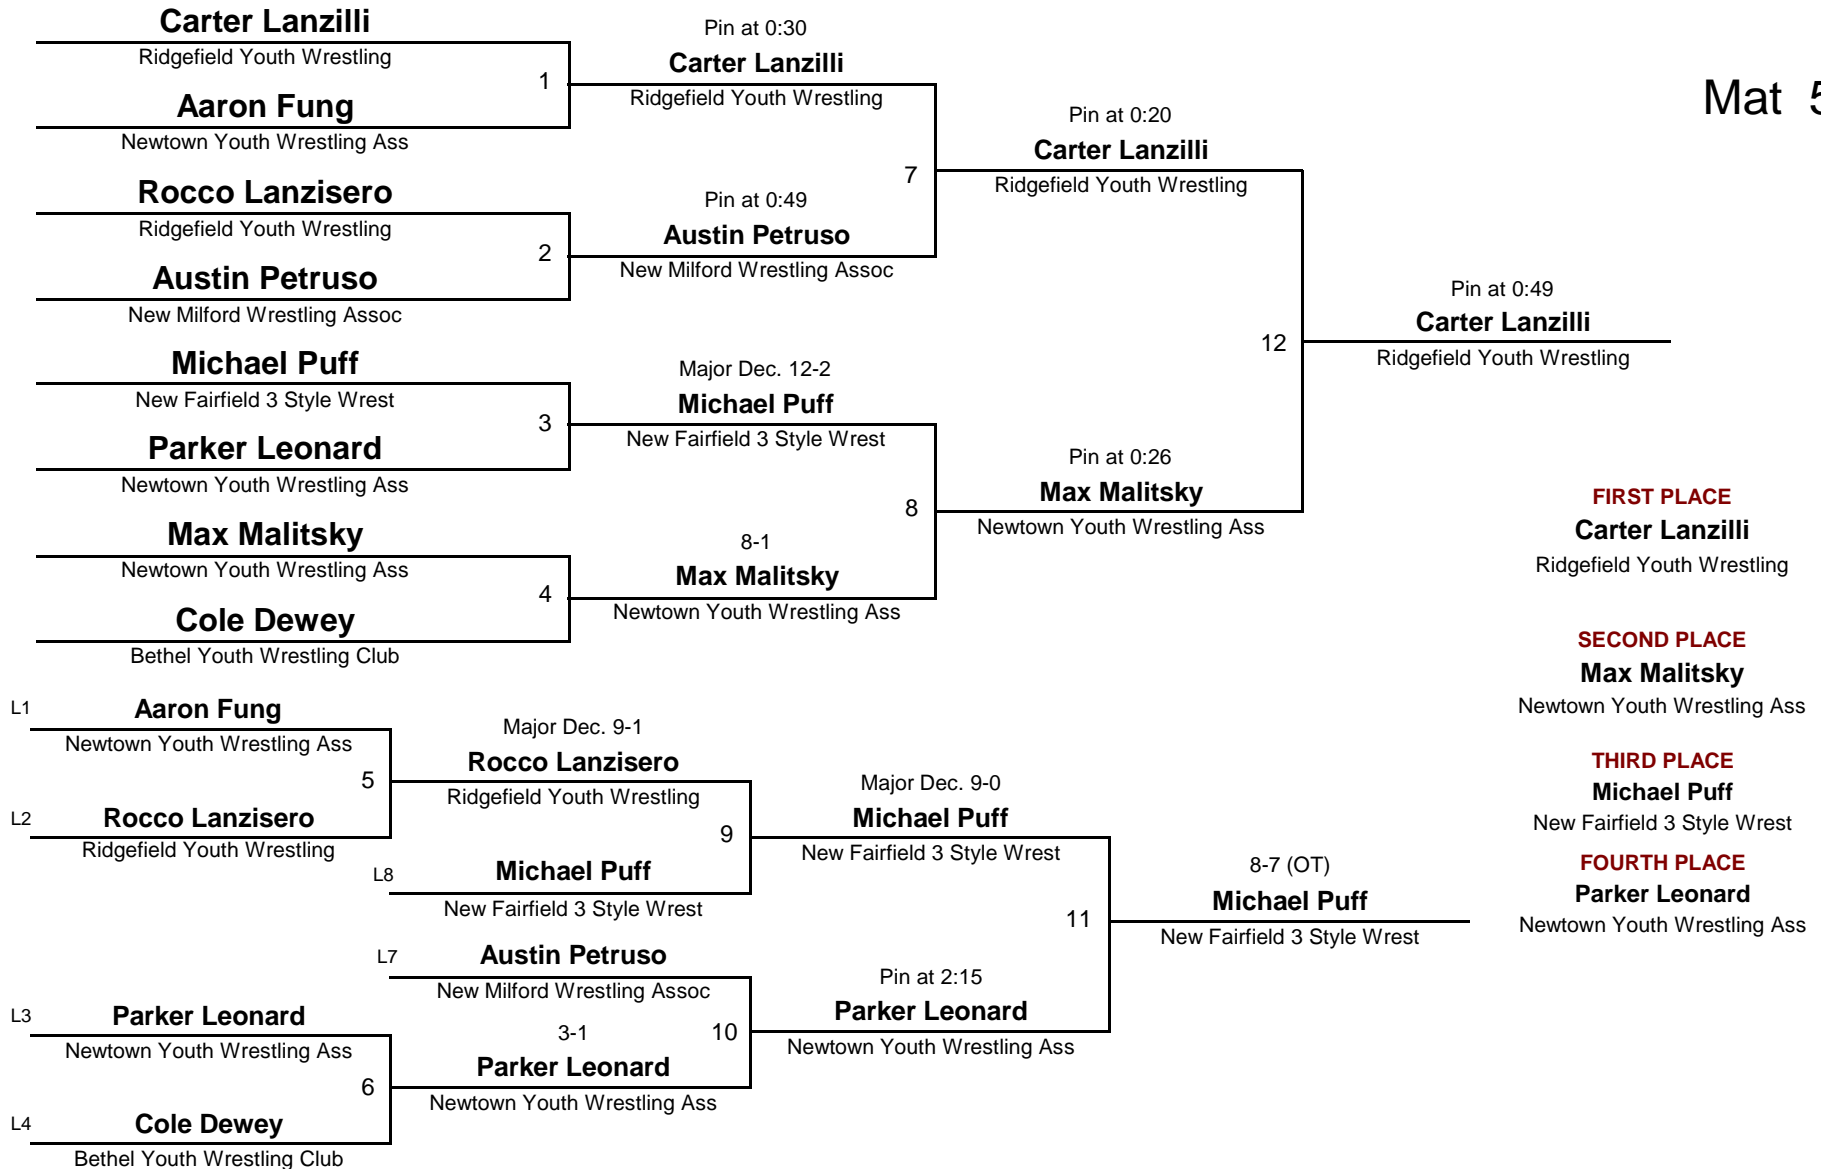 Carter Lanzilli
Ridgefield Youth Wrestling
1
Aaron Fung
Newtown Youth Wrestling Ass
Rocco Lanzisero
Ridgefield Youth Wrestling
2
Austin Petruso
New Milford Wrestling Assoc
Michael Puff
New Fairfield 3 Style Wrest
3
Parker Leonard
Newtown Youth Wrestling Ass
Max Malitsky
Newtown Youth Wrestling Ass
4
Cole Dewey
Bethel Youth Wrestling Club
Pin at 0:30
Carter Lanzilli
Ridgefield Youth Wrestling
7
Pin at 0:49
Austin Petruso
New Milford Wrestling Assoc
Major Dec. 12-2
Michael Puff
New Fairfield 3 Style Wrest
8
8-1
Max Malitsky
Newtown Youth Wrestling Ass
Pin at 0:20
Carter Lanzilli
Ridgefield Youth Wrestling
12
Pin at 0:26
Max Malitsky
Newtown Youth Wrestling Ass
Pin at 0:49
Carter Lanzilli
Ridgefield Youth Wrestling
Mat 5
L1
Aaron Fung
Newtown Youth Wrestling Ass
5
L2
Rocco Lanzisero
Ridgefield Youth Wrestling
L3
Parker Leonard
Newtown Youth Wrestling Ass
6
L4
Cole Dewey
Bethel Youth Wrestling Club
Major Dec. 9-1
Rocco Lanzisero
Ridgefield Youth Wrestling
9
L8
Michael Puff
New Fairfield 3 Style Wrest
L7
Austin Petruso
New Milford Wrestling Assoc
10
3-1
Parker Leonard
Newtown Youth Wrestling Ass
Major Dec. 9-0
Michael Puff
New Fairfield 3 Style Wrest
11
Pin at 2:15
Parker Leonard
Newtown Youth Wrestling Ass
8-7 (OT)
Michael Puff
New Fairfield 3 Style Wrest
FIRST PLACE
Carter Lanzilli
Ridgefield Youth Wrestling
SECOND PLACE
Max Malitsky
Newtown Youth Wrestling Ass
THIRD PLACE
Michael Puff
New Fairfield 3 Style Wrest
FOURTH PLACE
Parker Leonard
Newtown Youth Wrestling Ass